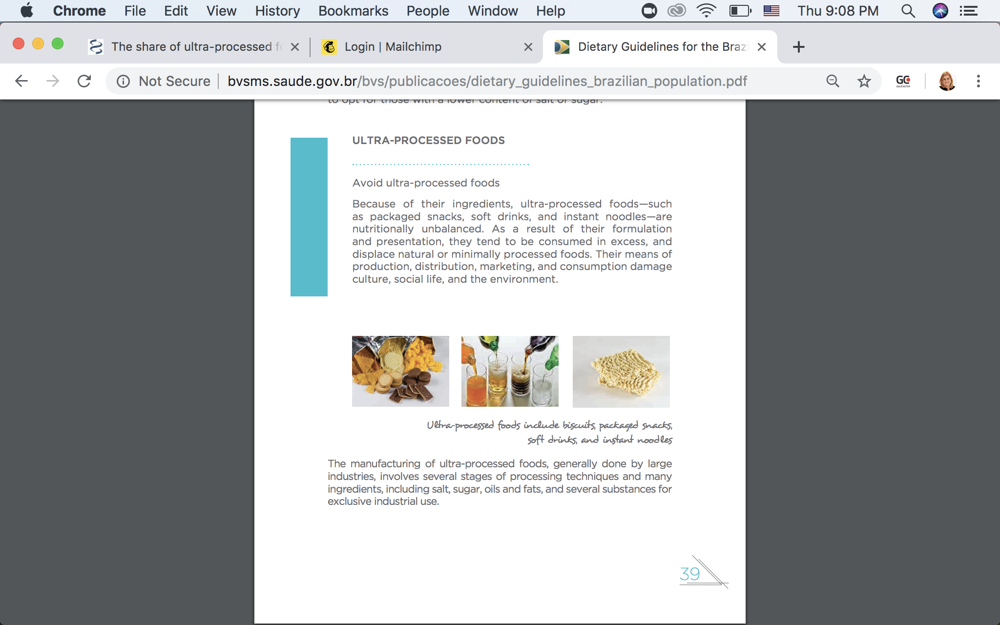 Chrome File Edit View History Bookmarks People Window Help Thu 9:08 PM
The share of ultra-processed Login | Mailchimp Dietary Guidelines for the Brazi
Not Secure bvsms.saude.gov.br/bvs/publicacoes/dietary_guidelines_brazilian_population.pdf GC
to opt for those with a lower content of salt or sugar.
ULTRA-PROCESSED FOODS
Avoid ultra-processed foods
Because of their ingredients, ultra-processed foods—such
as packaged snacks, soft drinks, and instant noodles—are
nutritionally unbalanced. As a result of their formulation
and presentation, they tend to be consumed in excess, and
displace natural or minimally processed foods. Their means of
production, distribution, marketing, and consumption damage
culture, social life, and the environment.
Ultra-processed foods include biscuits, packaged snacks,
soft drinks, and instant noodles
The manufacturing of ultra-processed foods, generally done by large
industries, involves several stages of processing techniques and many
ingredients, including salt, sugar, oils and fats, and several substances for
exclusive industrial use.
39